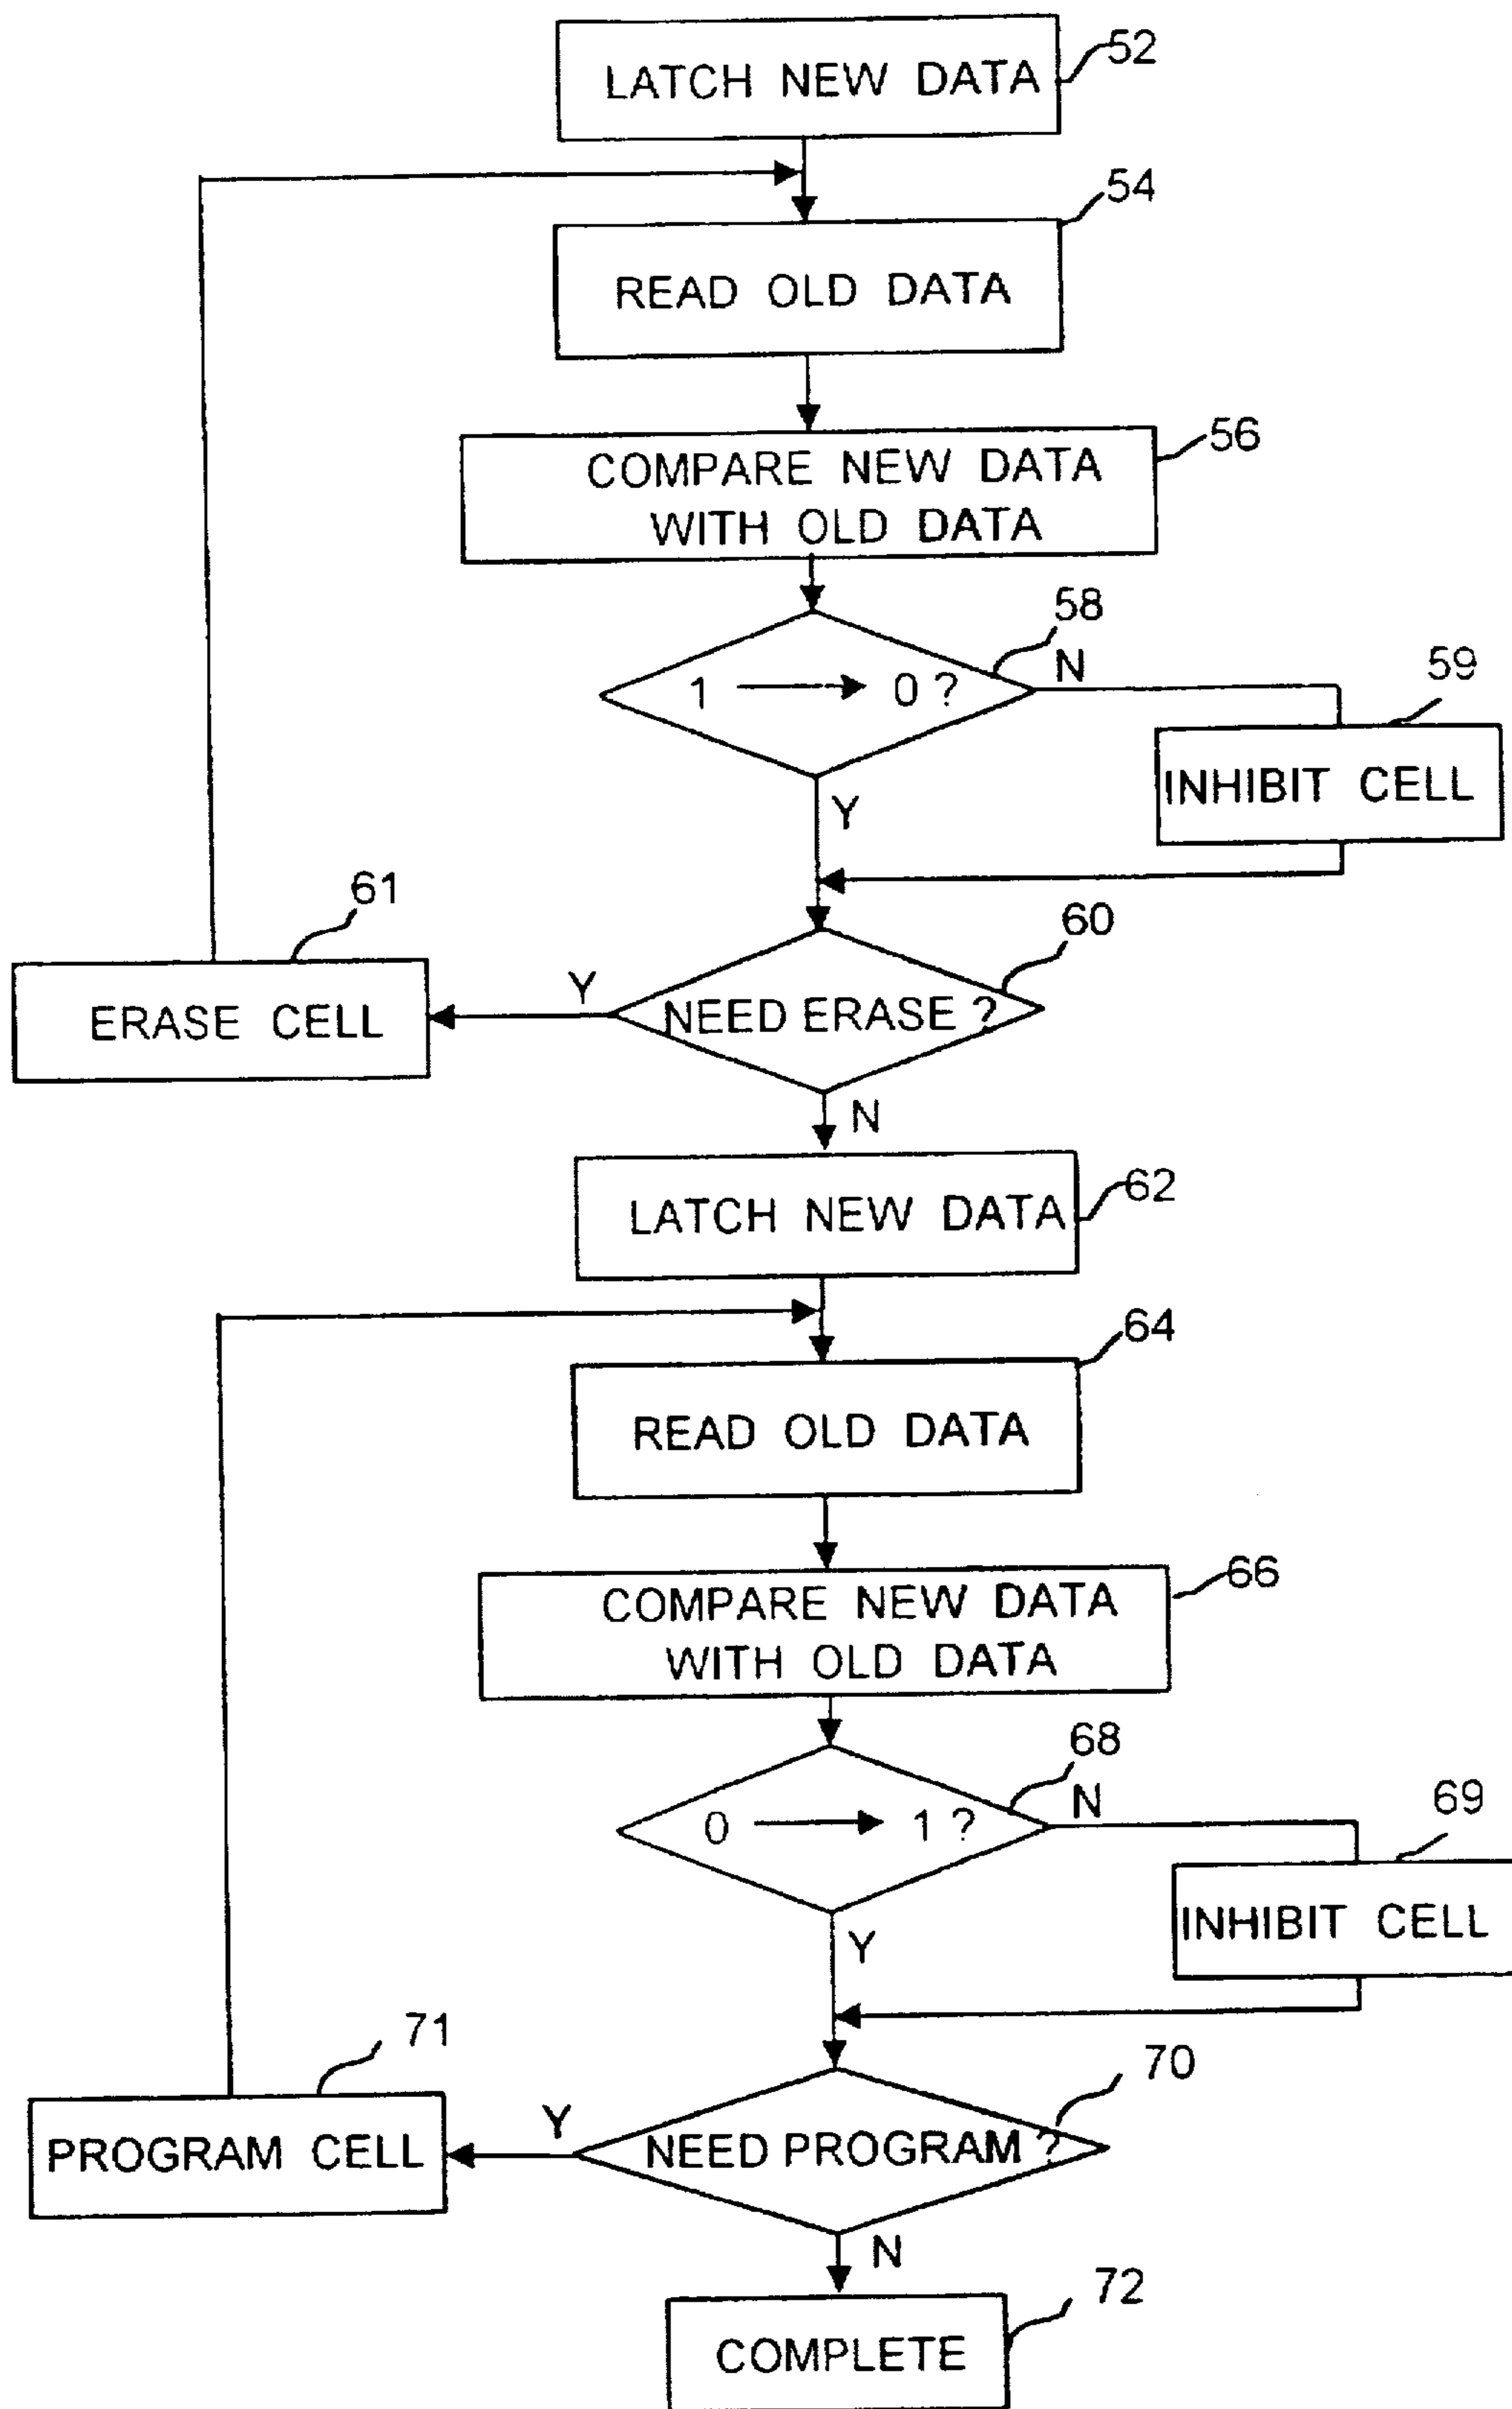 LATCH NEW DATA
52
READ OLD DATA
54
COMPARE NEW DATA
WITH OLD DATA
56
1 → 0 ?
58
N
INHIBIT CELL
59
Y
NEED ERASE ?
60
Y
ERASE CELL
61
N
LATCH NEW DATA
62
READ OLD DATA
64
COMPARE NEW DATA
WITH OLD DATA
66
0 → 1 ?
68
N
INHIBIT CELL
69
Y
NEED PROGRAM ?
70
Y
PROGRAM CELL
71
N
COMPLETE
72